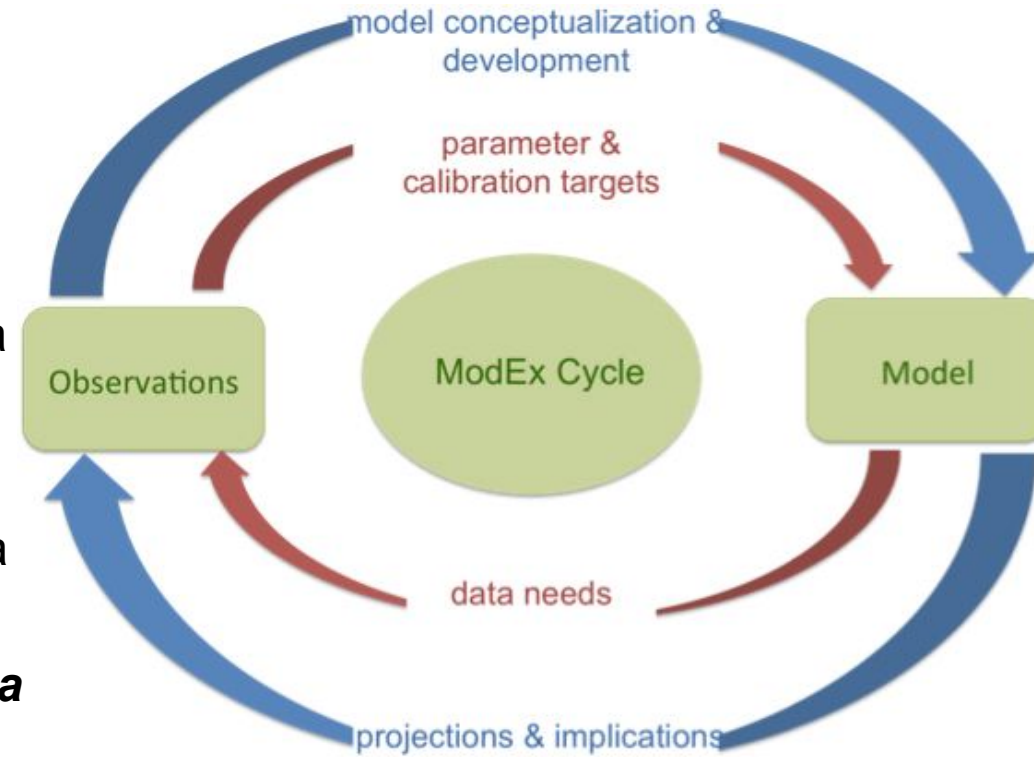 model conceptualization &
development
parameter &
calibration targets
a
Observations
ModEx Cycle
Model
a
data needs
a
projections & implications